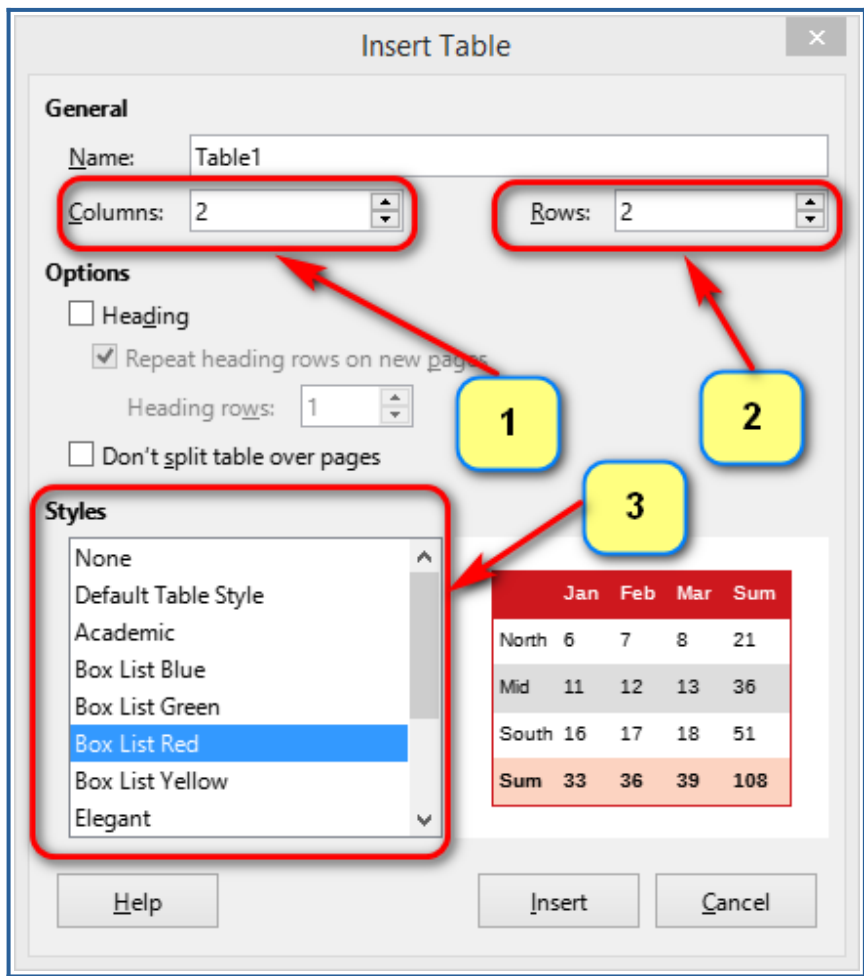 Insert Table
×
General
Name: Table1
Columns: 2 Rows: 2
Options
Heading
Repeat heading rows on new pages
Heading rows: 1
1
2
Don't split table over pages
3
Styles
None
Default Table Style
Academic
Box List Blue
Box List Green
Box List Red
Box List Yellow
Elegant
Jan Feb Mar Sum
North 6 7 8 21
Mid 11 12 13 36
South 16 17 18 51
Sum 33 36 39 108
Help Insert Cancel